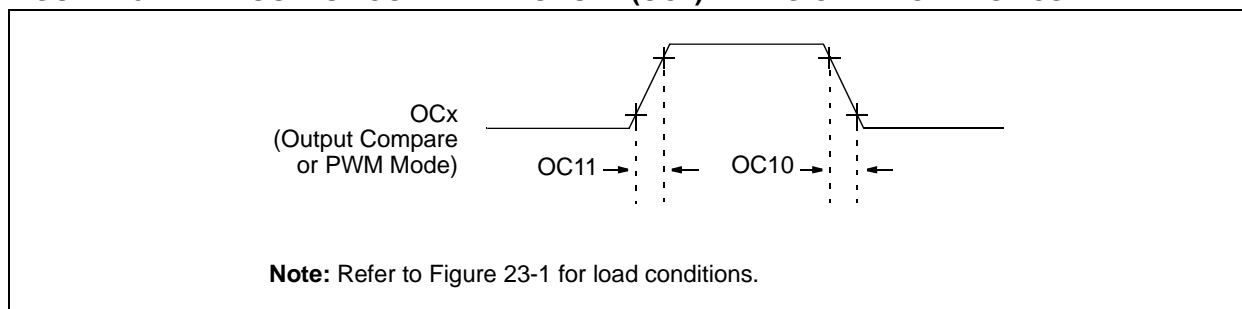 OCx
(Output Compare
or PWM Mode)
OC11
OC10
Note: Refer to Figure 23-1 for load conditions.